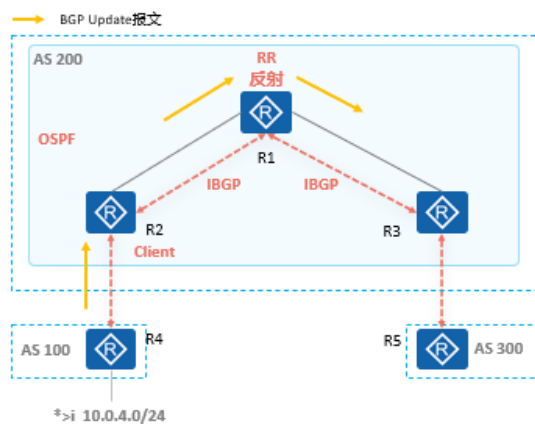 BGP Update报文
AS 200
RR
反射
OSPF
R1
IBGP
IBGP
R2
R3
Client
AS 100
R4
R5
AS 300
*>i 10.0.4.0/24